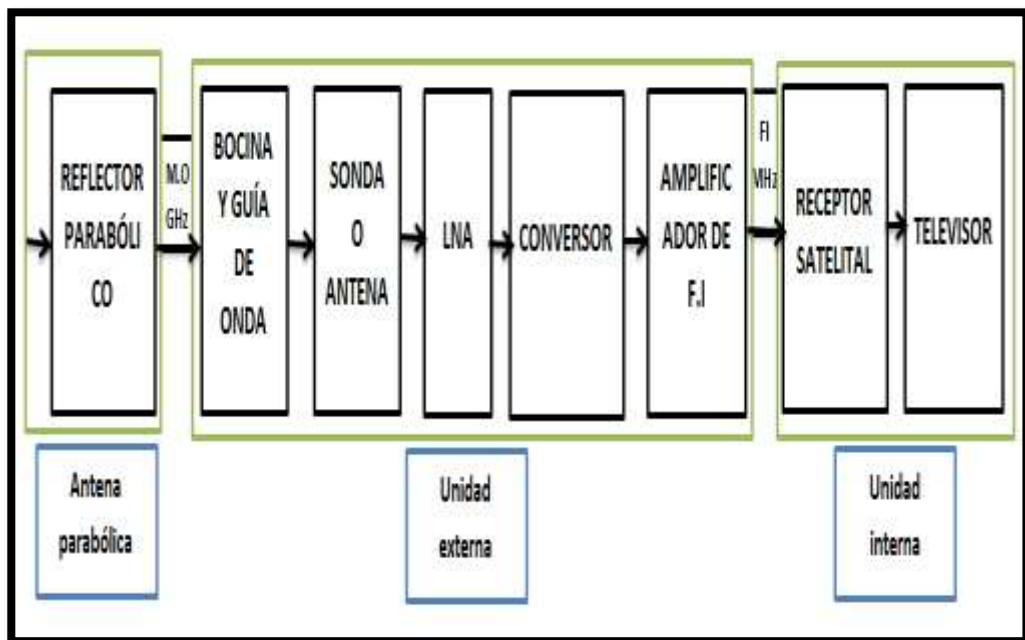 REFLECTOR
PARABÓLI
CO
M.O
GHz
BOCINA
Y GUÍA
DE
ONDA
SONDA
O
ANTENA
LNA
CONVERSOR
AMPLIFIC
ADOR DE
F.I
FI
MHz
RECEPTOR
SATELITAL
TELEVISOR
Antena
parabólica
Unidad
externa
Unidad
interna